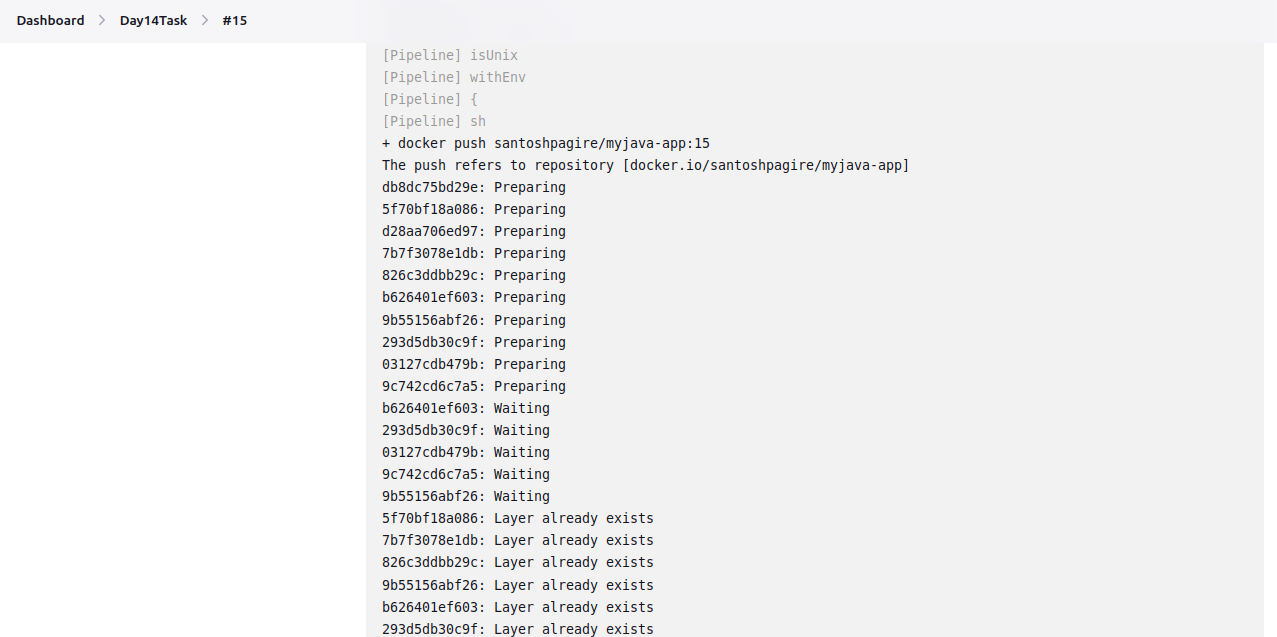 Dashboard > Day14Task > #15
[Pipeline] isUnix
[Pipeline] withEnv
[Pipeline] {
[Pipeline] sh
+ docker push santoshpagire/myjava-app:15
The push refers to repository [docker.io/santoshpagire/myjava-app]
db8dc75bd29e: Preparing
5f70bf18a086: Preparing
d28aa706ed97: Preparing
7b7f3078e1db: Preparing
826c3ddbb29c: Preparing
b626401ef603: Preparing
9b55156abf26: Preparing
293d5db30c9f: Preparing
03127cdb479b: Preparing
9c742cd6c7a5: Preparing
b626401ef603: Waiting
293d5db30c9f: Waiting
03127cdb479b: Waiting
9c742cd6c7a5: Waiting
9b55156abf26: Waiting
5f70bf18a086: Layer already exists
7b7f3078e1db: Layer already exists
826c3ddbb29c: Layer already exists
9b55156abf26: Layer already exists
b626401ef603: Layer already exists
293d5db30c9f: Layer already exists